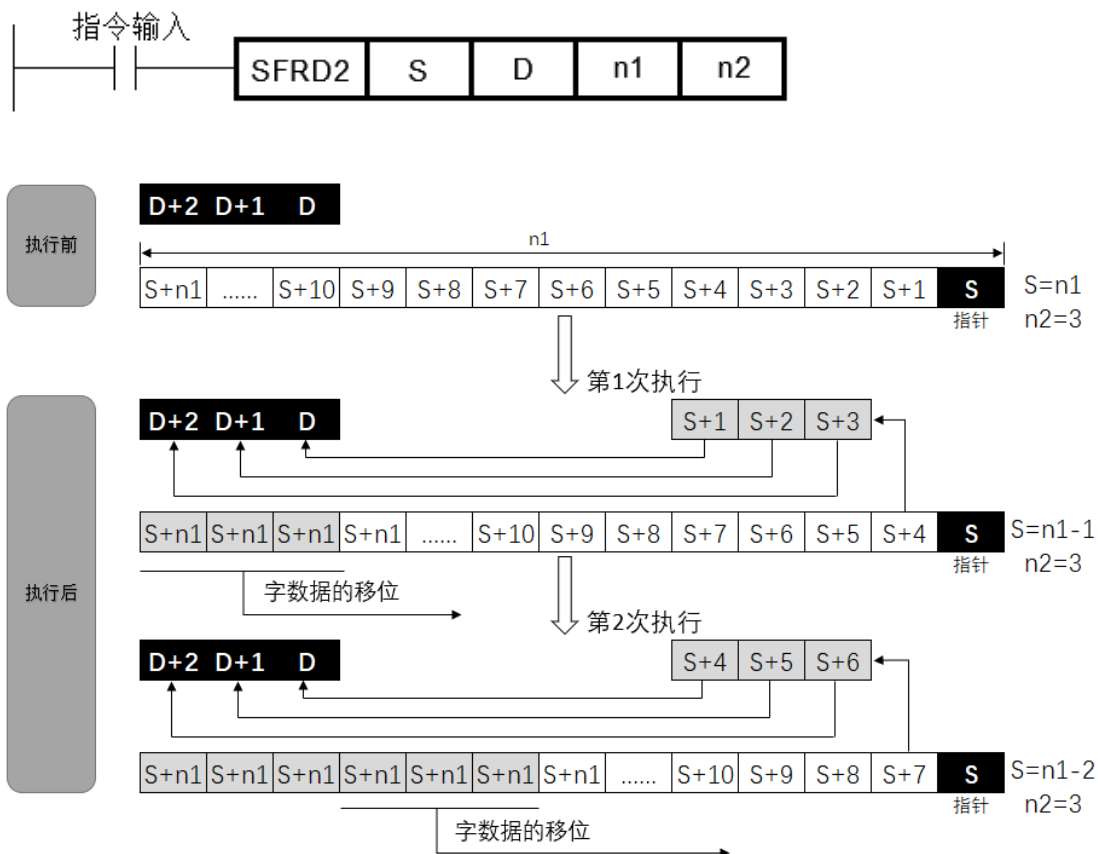 指令输入
SFRD2 S D n1 n2
执行前
D+2 D+1 D
n1
S+n1 ...... S+10 S+9 S+8 S+7 S+6 S+5 S+4 S+3 S+2 S+1 S S=n1
指针 n2=3
第1次执行
执行后
D+2 D+1 D S+1 S+2 S+3
S+n1 S+n1 S+n1 S+n1 ...... S+10 S+9 S+8 S+7 S+6 S+5 S+4 S S=n1-1
指针 n2=3
字数据的移位
第2次执行
D+2 D+1 D S+4 S+5 S+6
S+n1 S+n1 S+n1 S+n1 S+n1 S+n1 S+n1 ...... S+10 S+9 S+8 S+7 S S=n1-2
指针 n2=3
字数据的移位